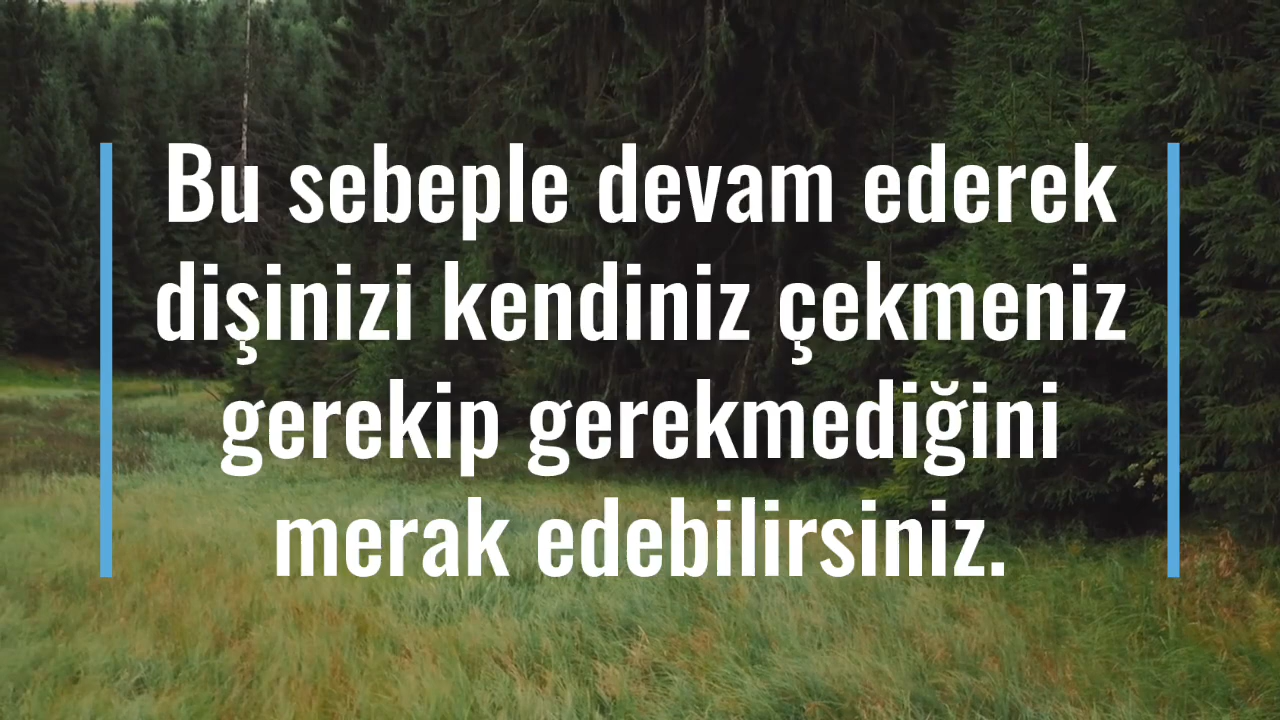 Bu sebeple devam ederek
dişinizi kendiniz çekmeniz
gerekip gerekmediğini
merak edebilirsiniz.